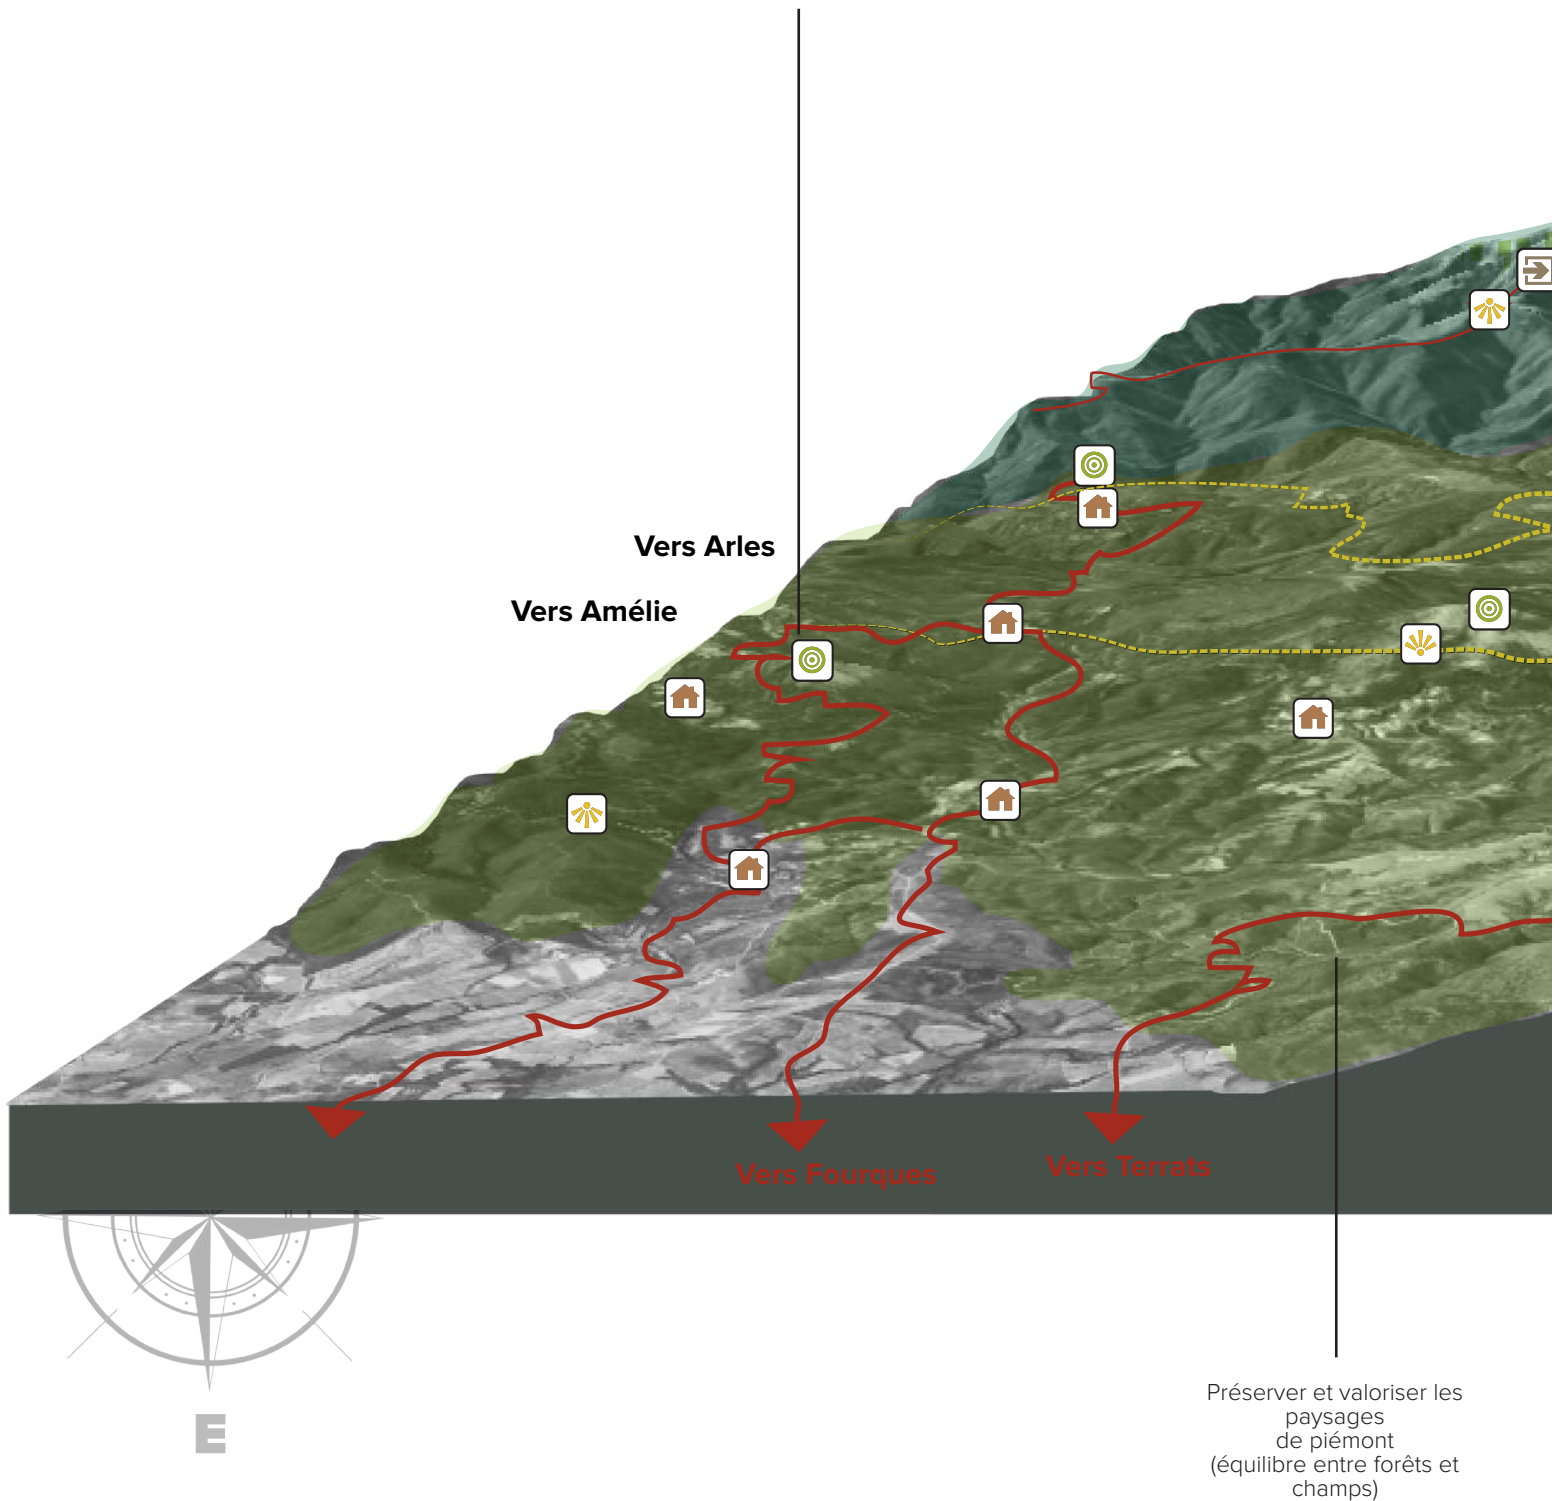 Vers Arles
Vers Amélie
Vers Fourques
Vers Terrats
E
Préserver et valoriser les
paysages
de piémont
(équilibre entre forêts et
champs)